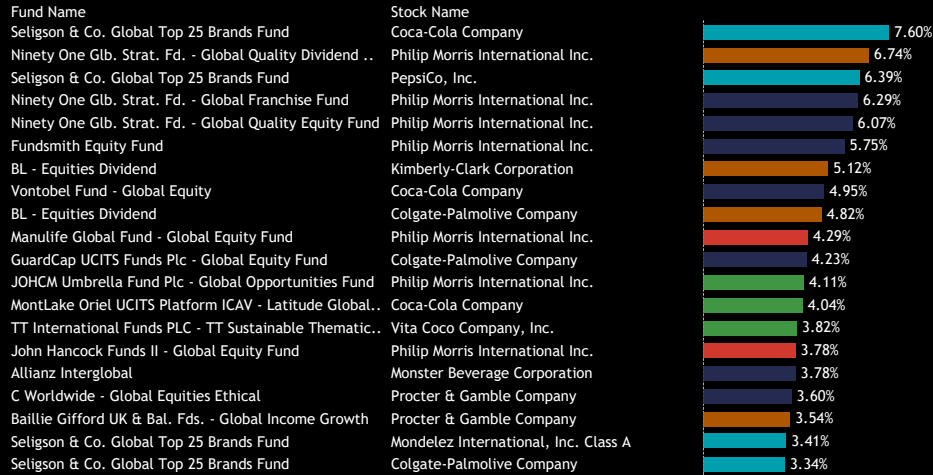 Fund Name Stock Name
Seligson & Co. Global Top 25 Brands Fund Coca-Cola Company 7.60%
Ninety One Glb. Strat. Fd. - Global Quality Dividend .. Philip Morris International Inc. 6.74%
Seligson & Co. Global Top 25 Brands Fund PepsiCo, Inc. 6.39%
Ninety One Glb. Strat. Fd. - Global Franchise Fund Philip Morris International Inc. 6.29%
Ninety One Glb. Strat. Fd. - Global Quality Equity Fund Philip Morris International Inc. 6.07%
Fundsmith Equity Fund Philip Morris International Inc. 5.75%
BL - Equities Dividend Kimberly-Clark Corporation 5.12%
Vontobel Fund - Global Equity Coca-Cola Company 4.95%
BL - Equities Dividend Colgate-Palmolive Company 4.82%
Manulife Global Fund - Global Equity Fund Philip Morris International Inc. 4.29%
GuardCap UCITS Funds Plc - Global Equity Fund Colgate-Palmolive Company 4.23%
JOHCM Umbrella Fund Plc - Global Opportunities Fund Philip Morris International Inc. 4.11%
MontLake Oriel UCITS Platform ICAV - Latitude Global.. Coca-Cola Company 4.04%
TT International Funds PLC - TT Sustainable Thematic.. Vita Coco Company, Inc. 3.82%
John Hancock Funds II - Global Equity Fund Philip Morris International Inc. 3.78%
Allianz Interglobal Monster Beverage Corporation 3.78%
C Worldwide - Global Equities Ethical Procter & Gamble Company 3.60%
Baillie Gifford UK & Bal. Fds. - Global Income Growth Procter & Gamble Company 3.54%
Seligson & Co. Global Top 25 Brands Fund Mondelez International, Inc. Class A 3.41%
Seligson & Co. Global Top 25 Brands Fund Colgate-Palmolive Company 3.34%